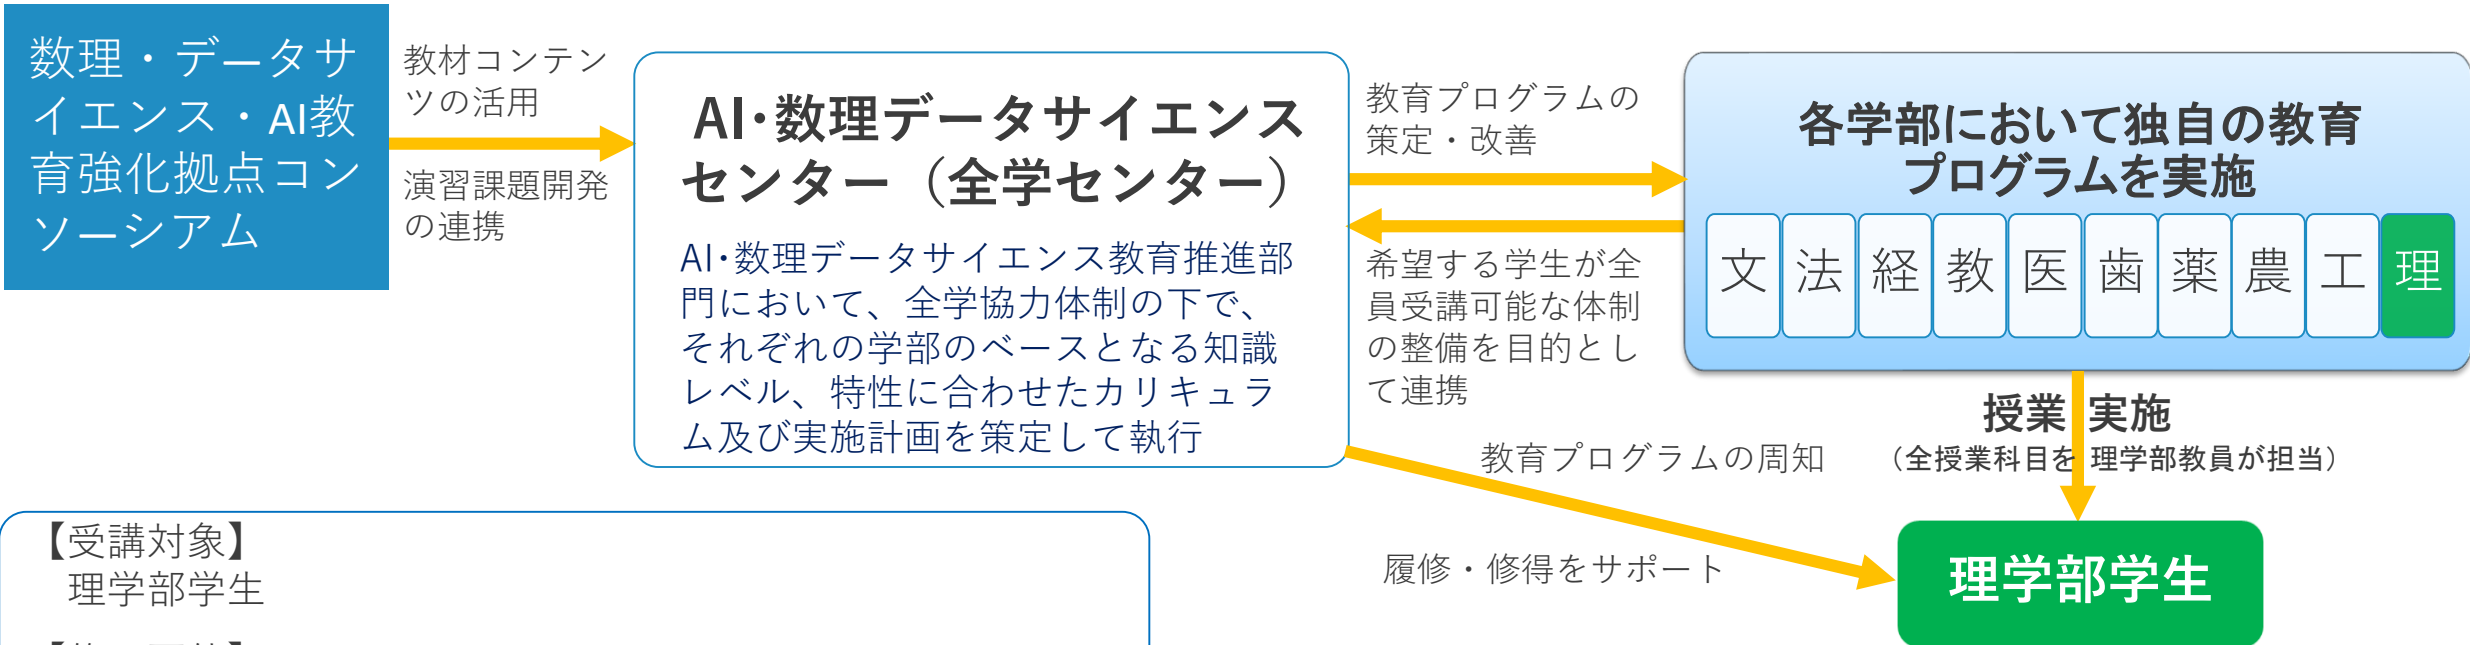 数理・データサ
イエンス・AI教
育強化拠点コン
ソーシアム
教材コンテン
ツの活用
演習課題開発
の連携
AI・数理データサイエンス
センター（全学センター）
AI・数理データサイエンス教育推進部
門において、全学協力体制の下で、
それぞれの学部のベースとなる知識
レベル、特性に合わせたカリキュラ
ム及び実施計画を策定して執行
教育プログラムの
策定・改善
希望する学生が全
員受講可能な体制
の整備を目的とし
て連携
各学部において独自の教育
プログラムを実施
文 法 経 教 医 歯 薬 農 工 理
授業 実施
（全授業科目を 理学部教員が担当）
教育プログラムの周知
履修・修得をサポート
理学部学生
【受講対象】
理学部学生